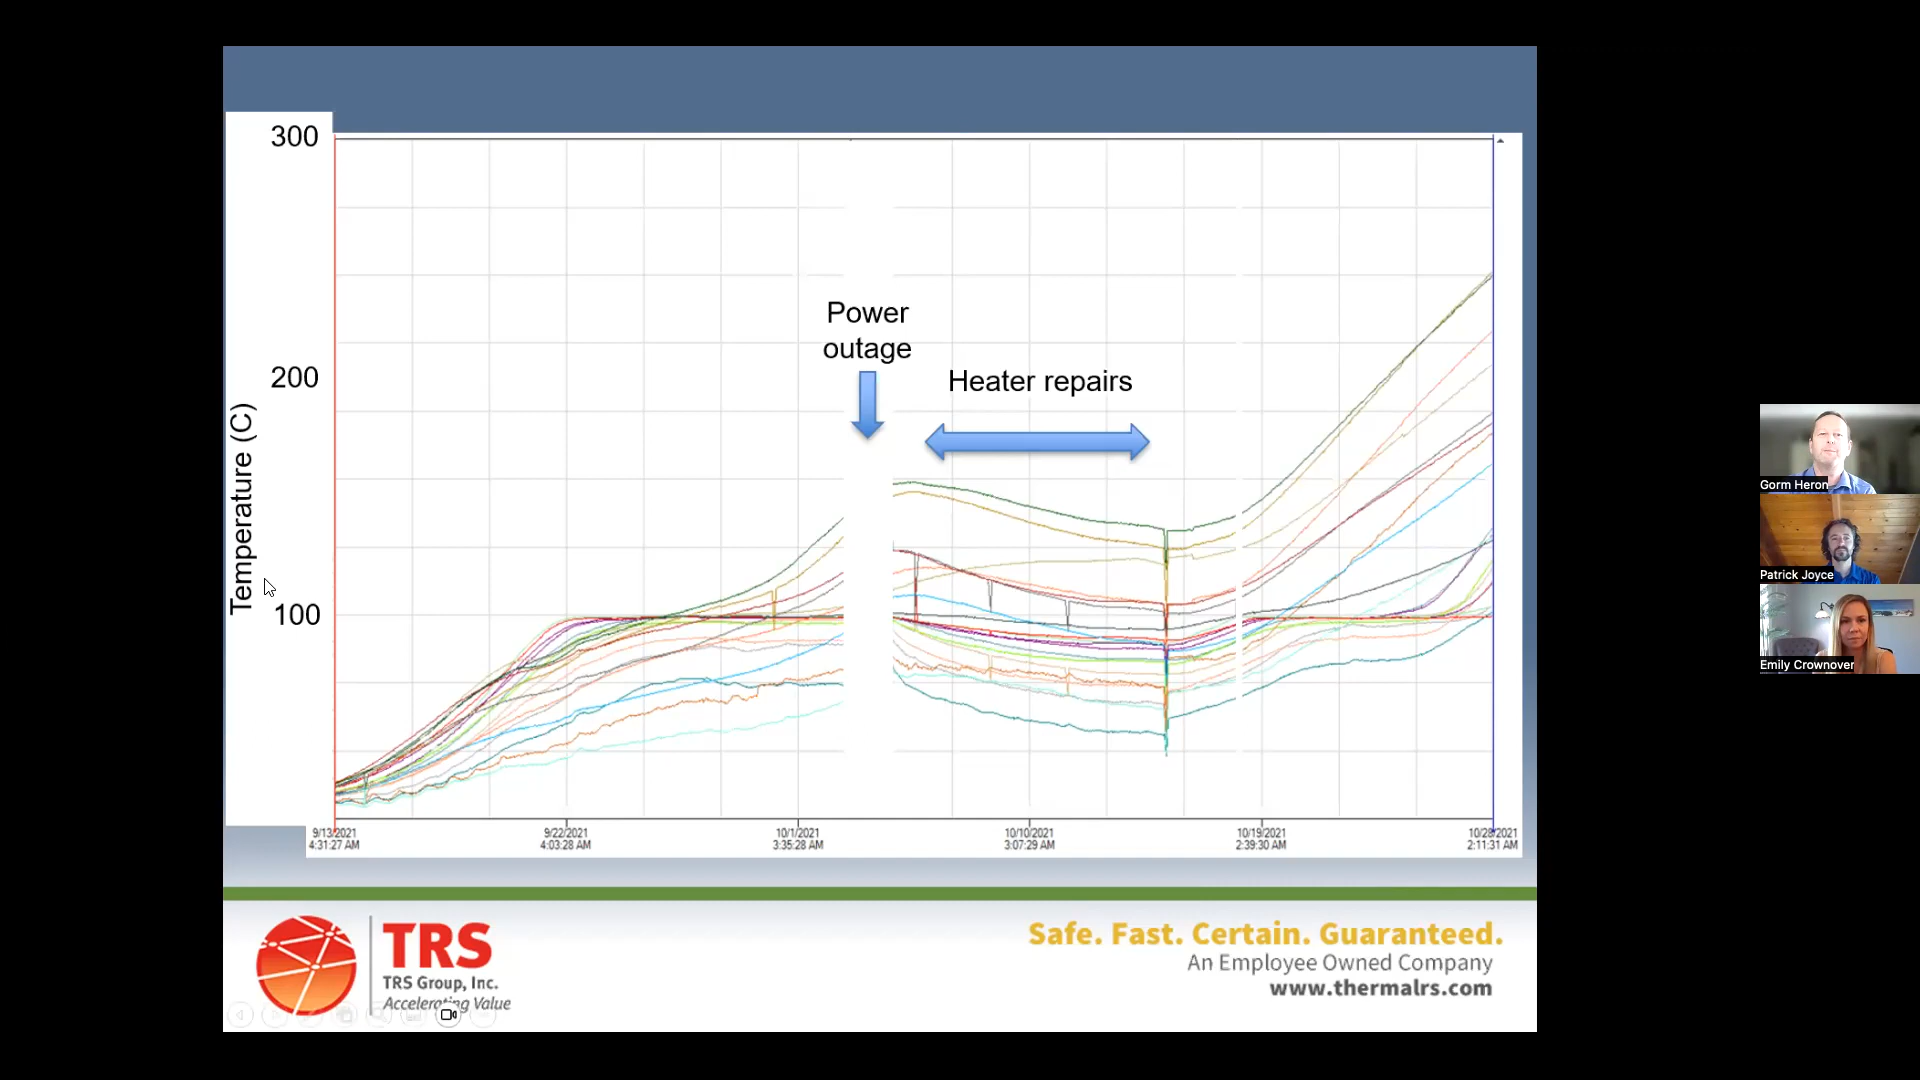 300
200
100
Temperature (C)
Power
outage
Heater repairs
9/13/2021
4:31:27 AM
9/22/2021
4:03:28 AM
10/1/2021
3:35:28 AM
10/10/2021
3:07:29 AM
10/19/2021
2:39:30 AM
10/28/2021
2:11:31 AM
TRS
TRS Group, Inc.
Accelerating Value
Safe. Fast. Certain. Guaranteed.
An Employee Owned Company
www.thermalrs.com
Gorm Heron
Patrick Joyce
Emily Crownover